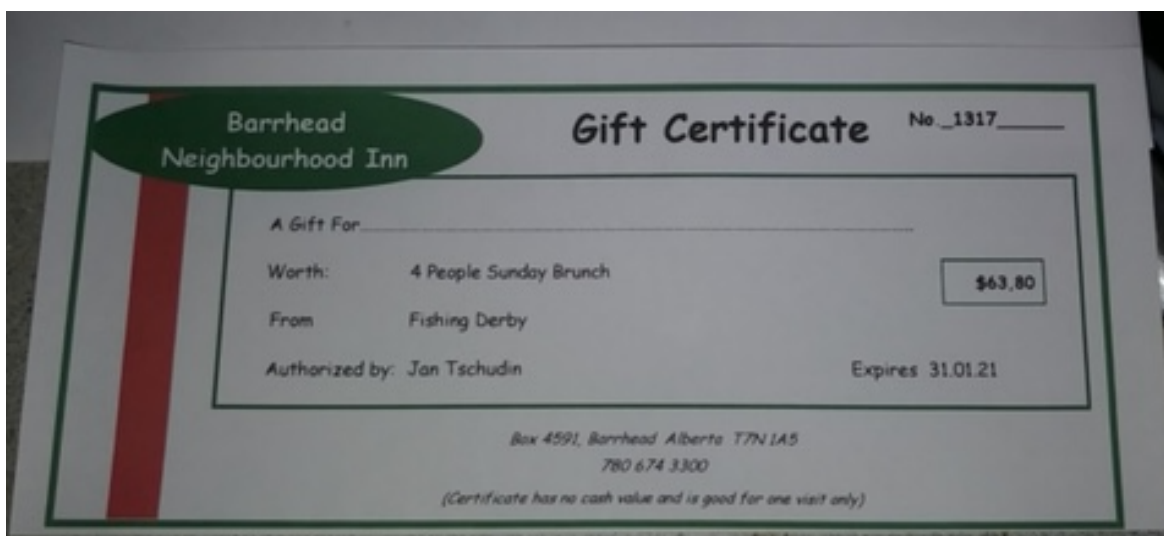 Barrhead
Neighbourhood Inn
Gift Certificate
No._1317______
A Gift For
Worth: 4 People Sunday Brunch
$63,80
From Fishing Derby
Authorized by: Jan Tschudin
Expires 31.01.21
Box 4591, Barrhead Alberta T7N 1A5
780 674 3300
(Certificate has no cash value and is good for one visit only)